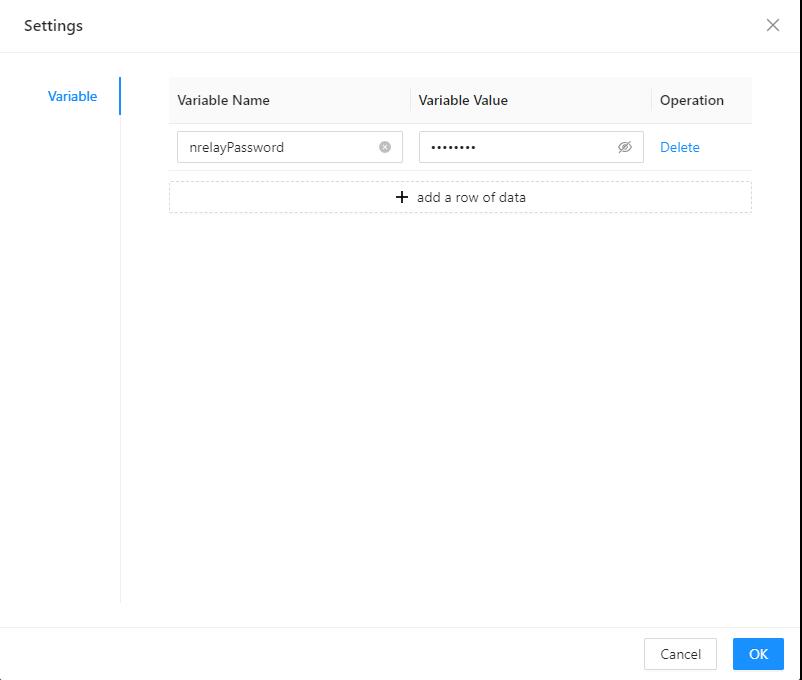 Settings
Variable
Variable Name Variable Value Operation
nrelayPassword •••••••• Delete
+ add a row of data
Cancel OK